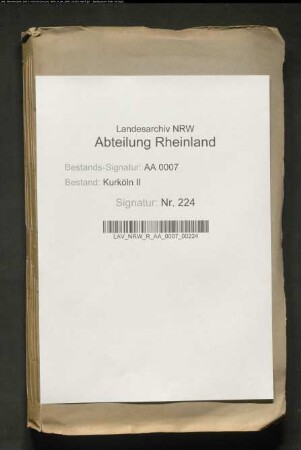 Landesarchiv NRW
Abteilung Rheinland
Bestands-Signatur: AA 0007
Bestand: Kurköln II
Signatur: Nr. 224
LAV_NRW_R_AA_0007_00224